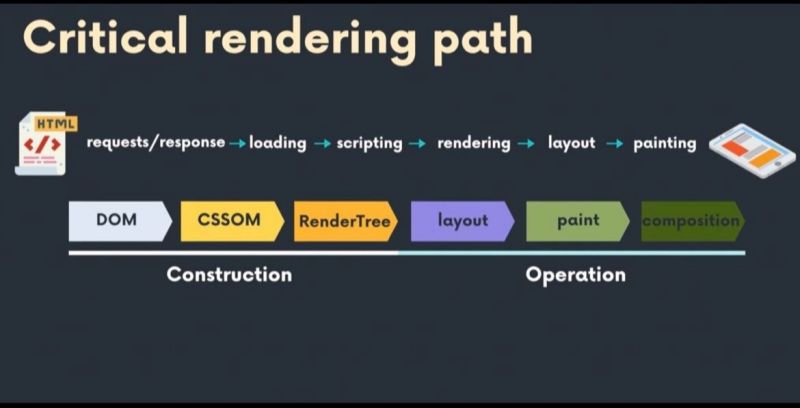 Critical rendering path
HTML
</>
requests/response → loading → scripting → rendering → layout → painting
DOM CSSOM RenderTree layout paint composition
Construction Operation